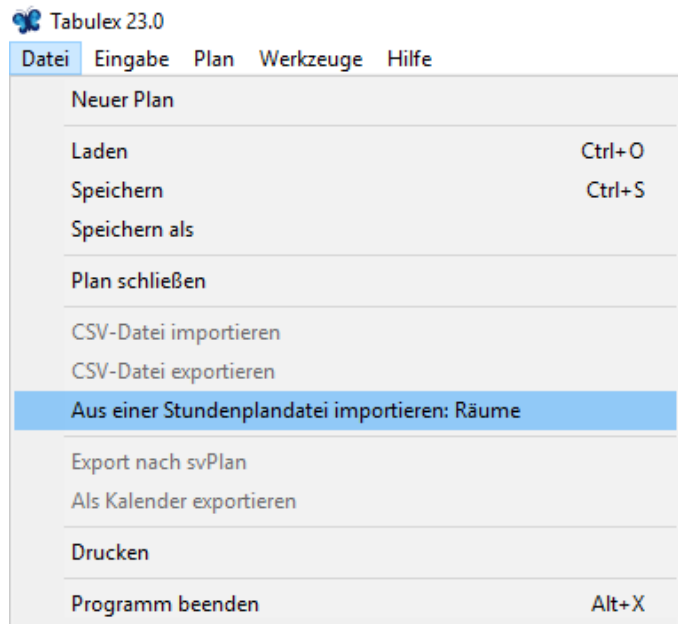 Tabulex 23.0
Datei Eingabe Plan Werkzeuge Hilfe
Neuer Plan
Laden Ctrl+O
Speichern Ctrl+S
Speichern als
Plan schließen
CSV-Datei importieren
CSV-Datei exportieren
Aus einer Stundenplandatei importieren: Räume
Export nach svPlan
Als Kalender exportieren
Drucken
Programm beenden Alt+X